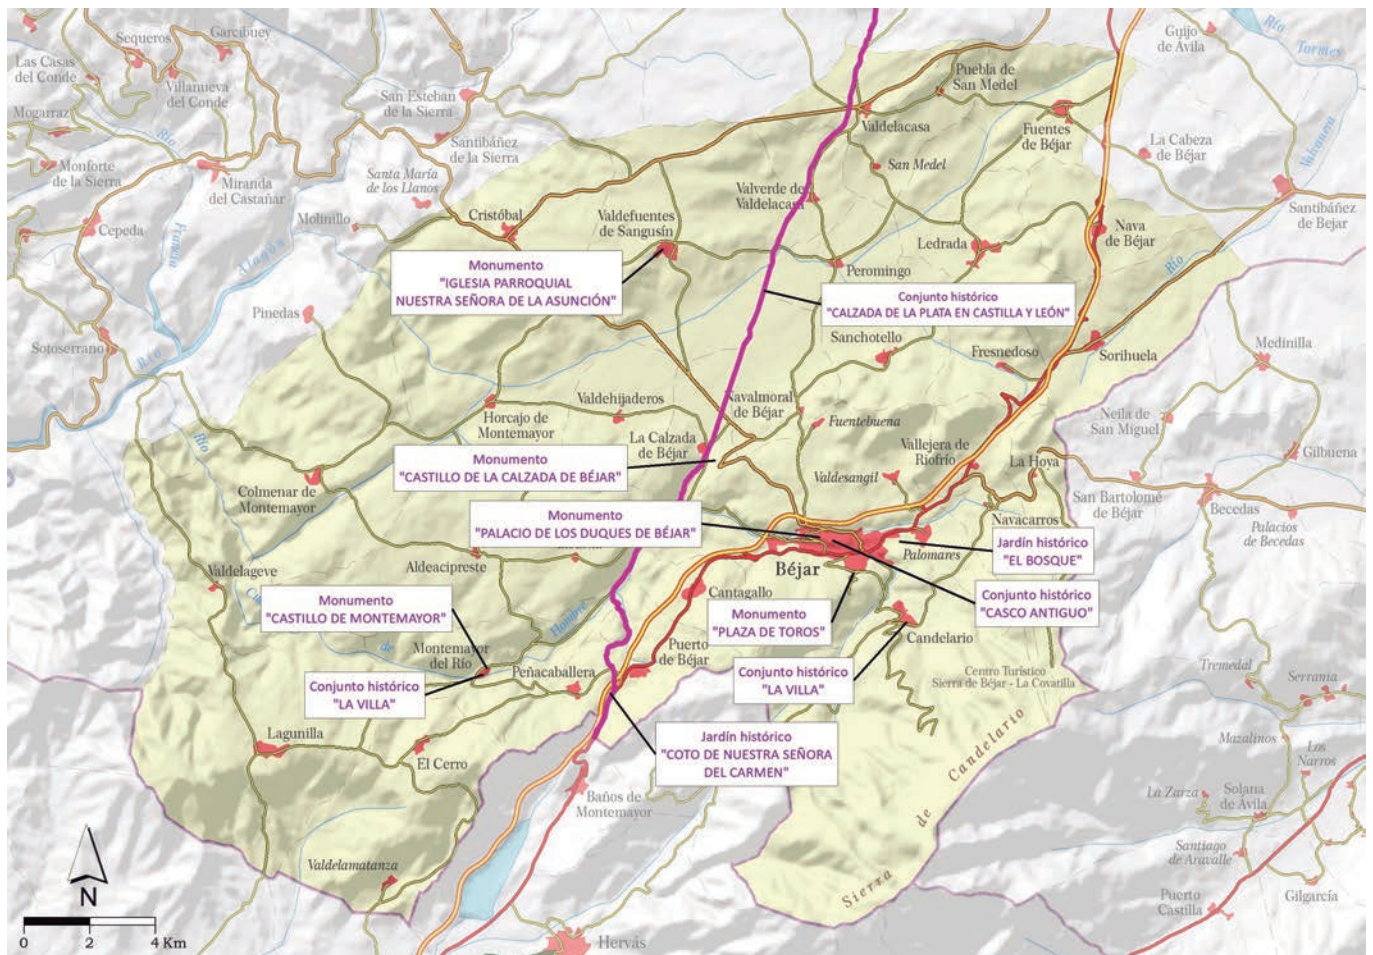 Sequeros
Garcibuey
Las Casas
del Conde
Villanueva
del Conde
Mogarraz
San Esteban
de la Sierra
Río
Santibáñez
de la Sierra
Monforte
de la Sierra
Miranda
del Castañar
Santa María
de los Llanos
Molinillo
Cepeda
Francia
Alagón
Cristóbal
Valdefuentes
de Sangusín
Puebla de
San Medel
Valdelacasa
Fuentes
de Béjar
San Medel
Valverde de
Valdelacasa
Guijo
de Ávila
Río
Tormes
La Cabeza
de Béjar
Valvanera
Santibáñez
de Bejar
Nava
de Béjar
Ledrada
Río
Peromingo
Monumento
"IGLESIA PARROQUIAL
NUESTRA SEÑORA DE LA ASUNCIÓN"
Conjunto histórico
"CALZADA DE LA PLATA EN CASTILLA Y LEÓN"
Pinedas
Sotoserrano
Río
Sanchotello
Fresnedoso
Sorihuela
Medinilla
Valdehijaderos
Horcajo de
Montemayor
Navalmoral
de Béjar
Fuentebuena
Neila de
San Miguel
Río
La Calzada
de Béjar
Vallejera de
Riofrío
La Hoya
Gilbuena
Monumento
"CASTILLO DE LA CALZADA DE BÉJAR"
Valdesangil
Colmenar de
Montemayor
San Bartolomé
de Béjar
Becedas
Palacios
de Becedas
Navacarros
Monumento
"PALACIO DE LOS DUQUES DE BÉJAR"
Jardín histórico
"EL BOSQUE"
Palomares
Béjar
Aldeacipreste
Valdelageve
Cantagallo
Conjunto histórico
"CASCO ANTIGUO"
Monumento
"CASTILLO DE MONTEMAYOR"
Monumento
"PLAZA DE TOROS"
Hombre
de
Candelario
Montemayor
del Río
Peñacaballera
Puerto
de Béjar
Conjunto histórico
"LA VILLA"
Conjunto histórico
"LA VILLA"
Centro Turístico
Sierra de Béjar - La Covatilla
Tremedal
Serranía
Lagunilla
El Cerro
Jardín histórico
"COTO DE NUESTRA SEÑORA
DEL CARMEN"
Sierra de Candelario
Mazalinos
Los
Narros
Baños de
Montemayor
La Zarza
Solana
de Ávila
Santiago
de Aravalle
Valdelamatanza
Puerto
Castilla
Gilgarcía
N
0 2 4 Km
Hervás